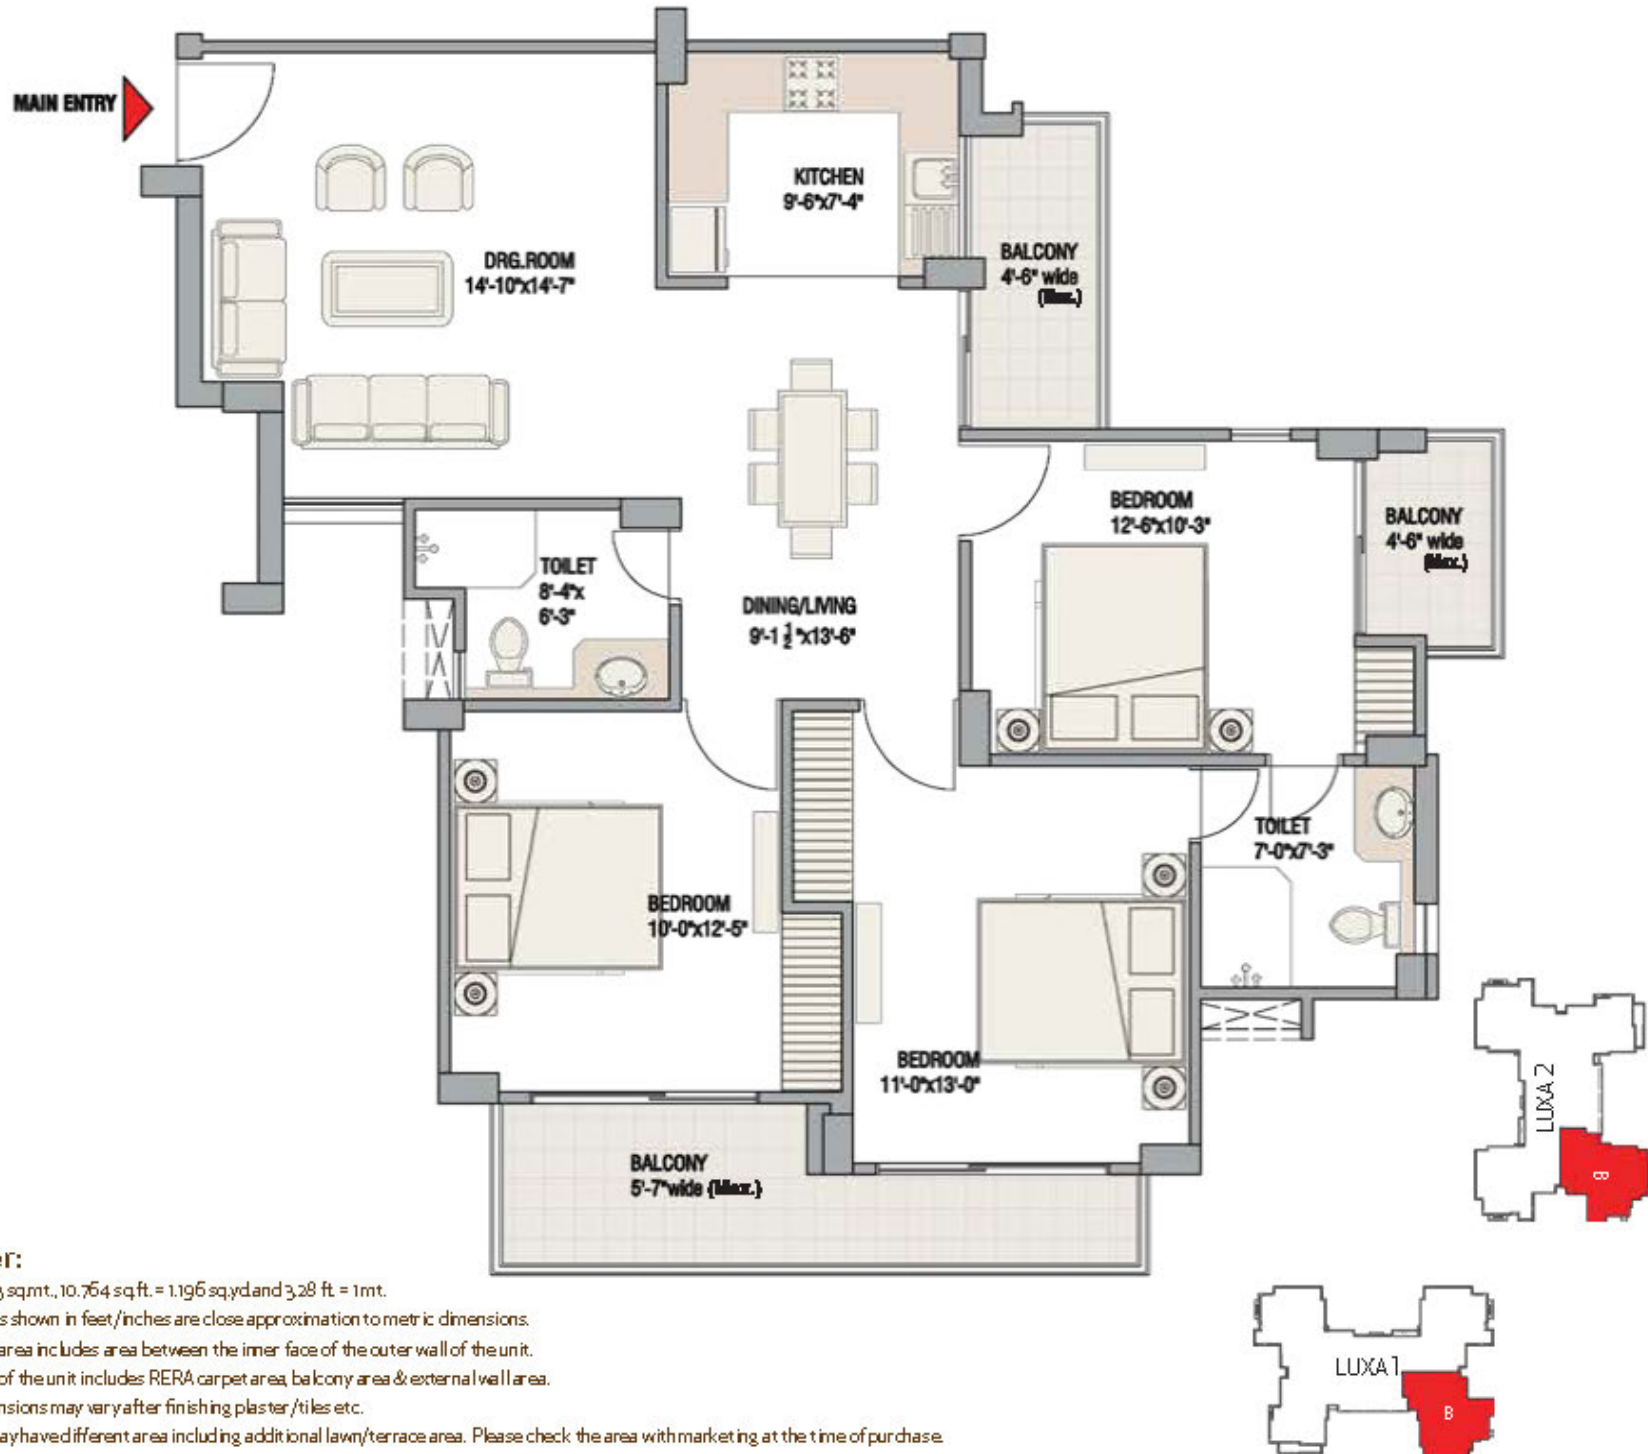 MAIN ENTRY
KITCHEN
9'-6"x7'-4"
DRG.ROOM
14'-10"x14'-7"
BALCONY
4'-6" wide
(Max.)
BEDROOM
12'-6"x10'-3"
BALCONY
4'-6" wide
(Max.)
TOILET
8'-4"x
6'-3"
DINING/LIVING
9'-1 1/2 "x13'-6"
TOILET
7'-0"x7'-3"
BEDROOM
10'-0"x12'-5"
BEDROOM
11'-0"x13'-0"
BALCONY
5'-7"wide (Max.)
LUXA 2
B
LUXA 1
B
er:
sq.mt., 10.764 sq.ft. = 1.196 sq.yd.and 3.28 ft. = 1 mt.
s shown in feet/inches are close approximation to metric dimensions.
area includes area between the inner face of the outer wall of the unit.
of the unit includes RERA carpet area, balcony area & external wall area.
nsions may vary after finishing plaster/tiles etc.
ay have different area including additional lawn/terrace area. Please check the area with marketing at the time of purchase.